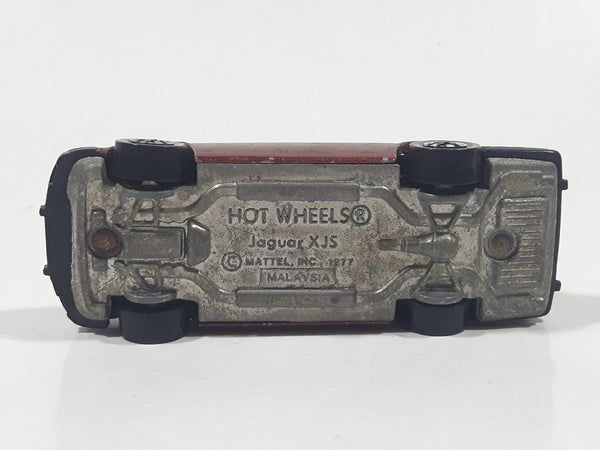 HOT WHEELS®
Jaguar XJS
© MATTEL, INC. 1977
MALAYSIA